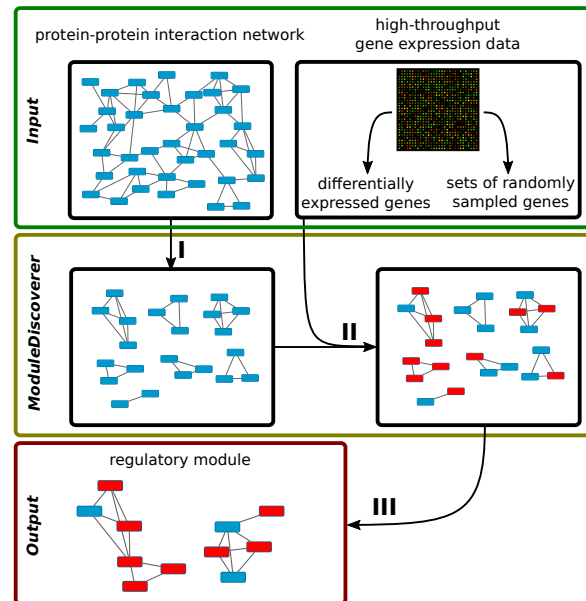 protein-protein interaction network
high-throughput
gene expression data
Input
differentially
expressed genes
sets of randomly
sampled genes
I
ModuleDiscoverer
II
III
regulatory module
Output